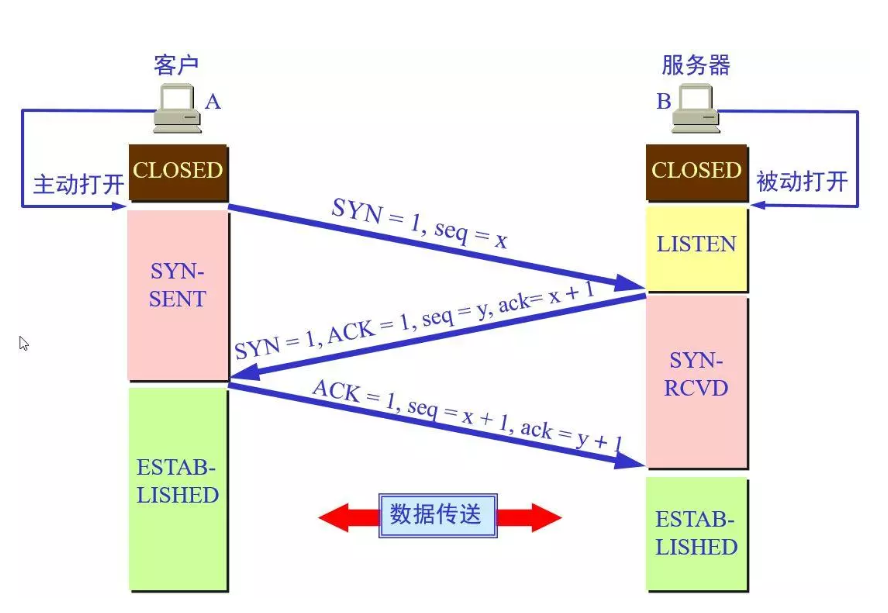 客户
服务器
A
B
CLOSED
CLOSED
主动打开
被动打开
SYN = 1, seq = x
LISTEN
SYN-
SENT
SYN = 1, ACK = 1, seq = y, ack= x + 1
SYN-
RCVD
ACK = 1, seq = x + 1, ack = y + 1
ESTAB-
LISHED
数据传送
ESTAB-
LISHED